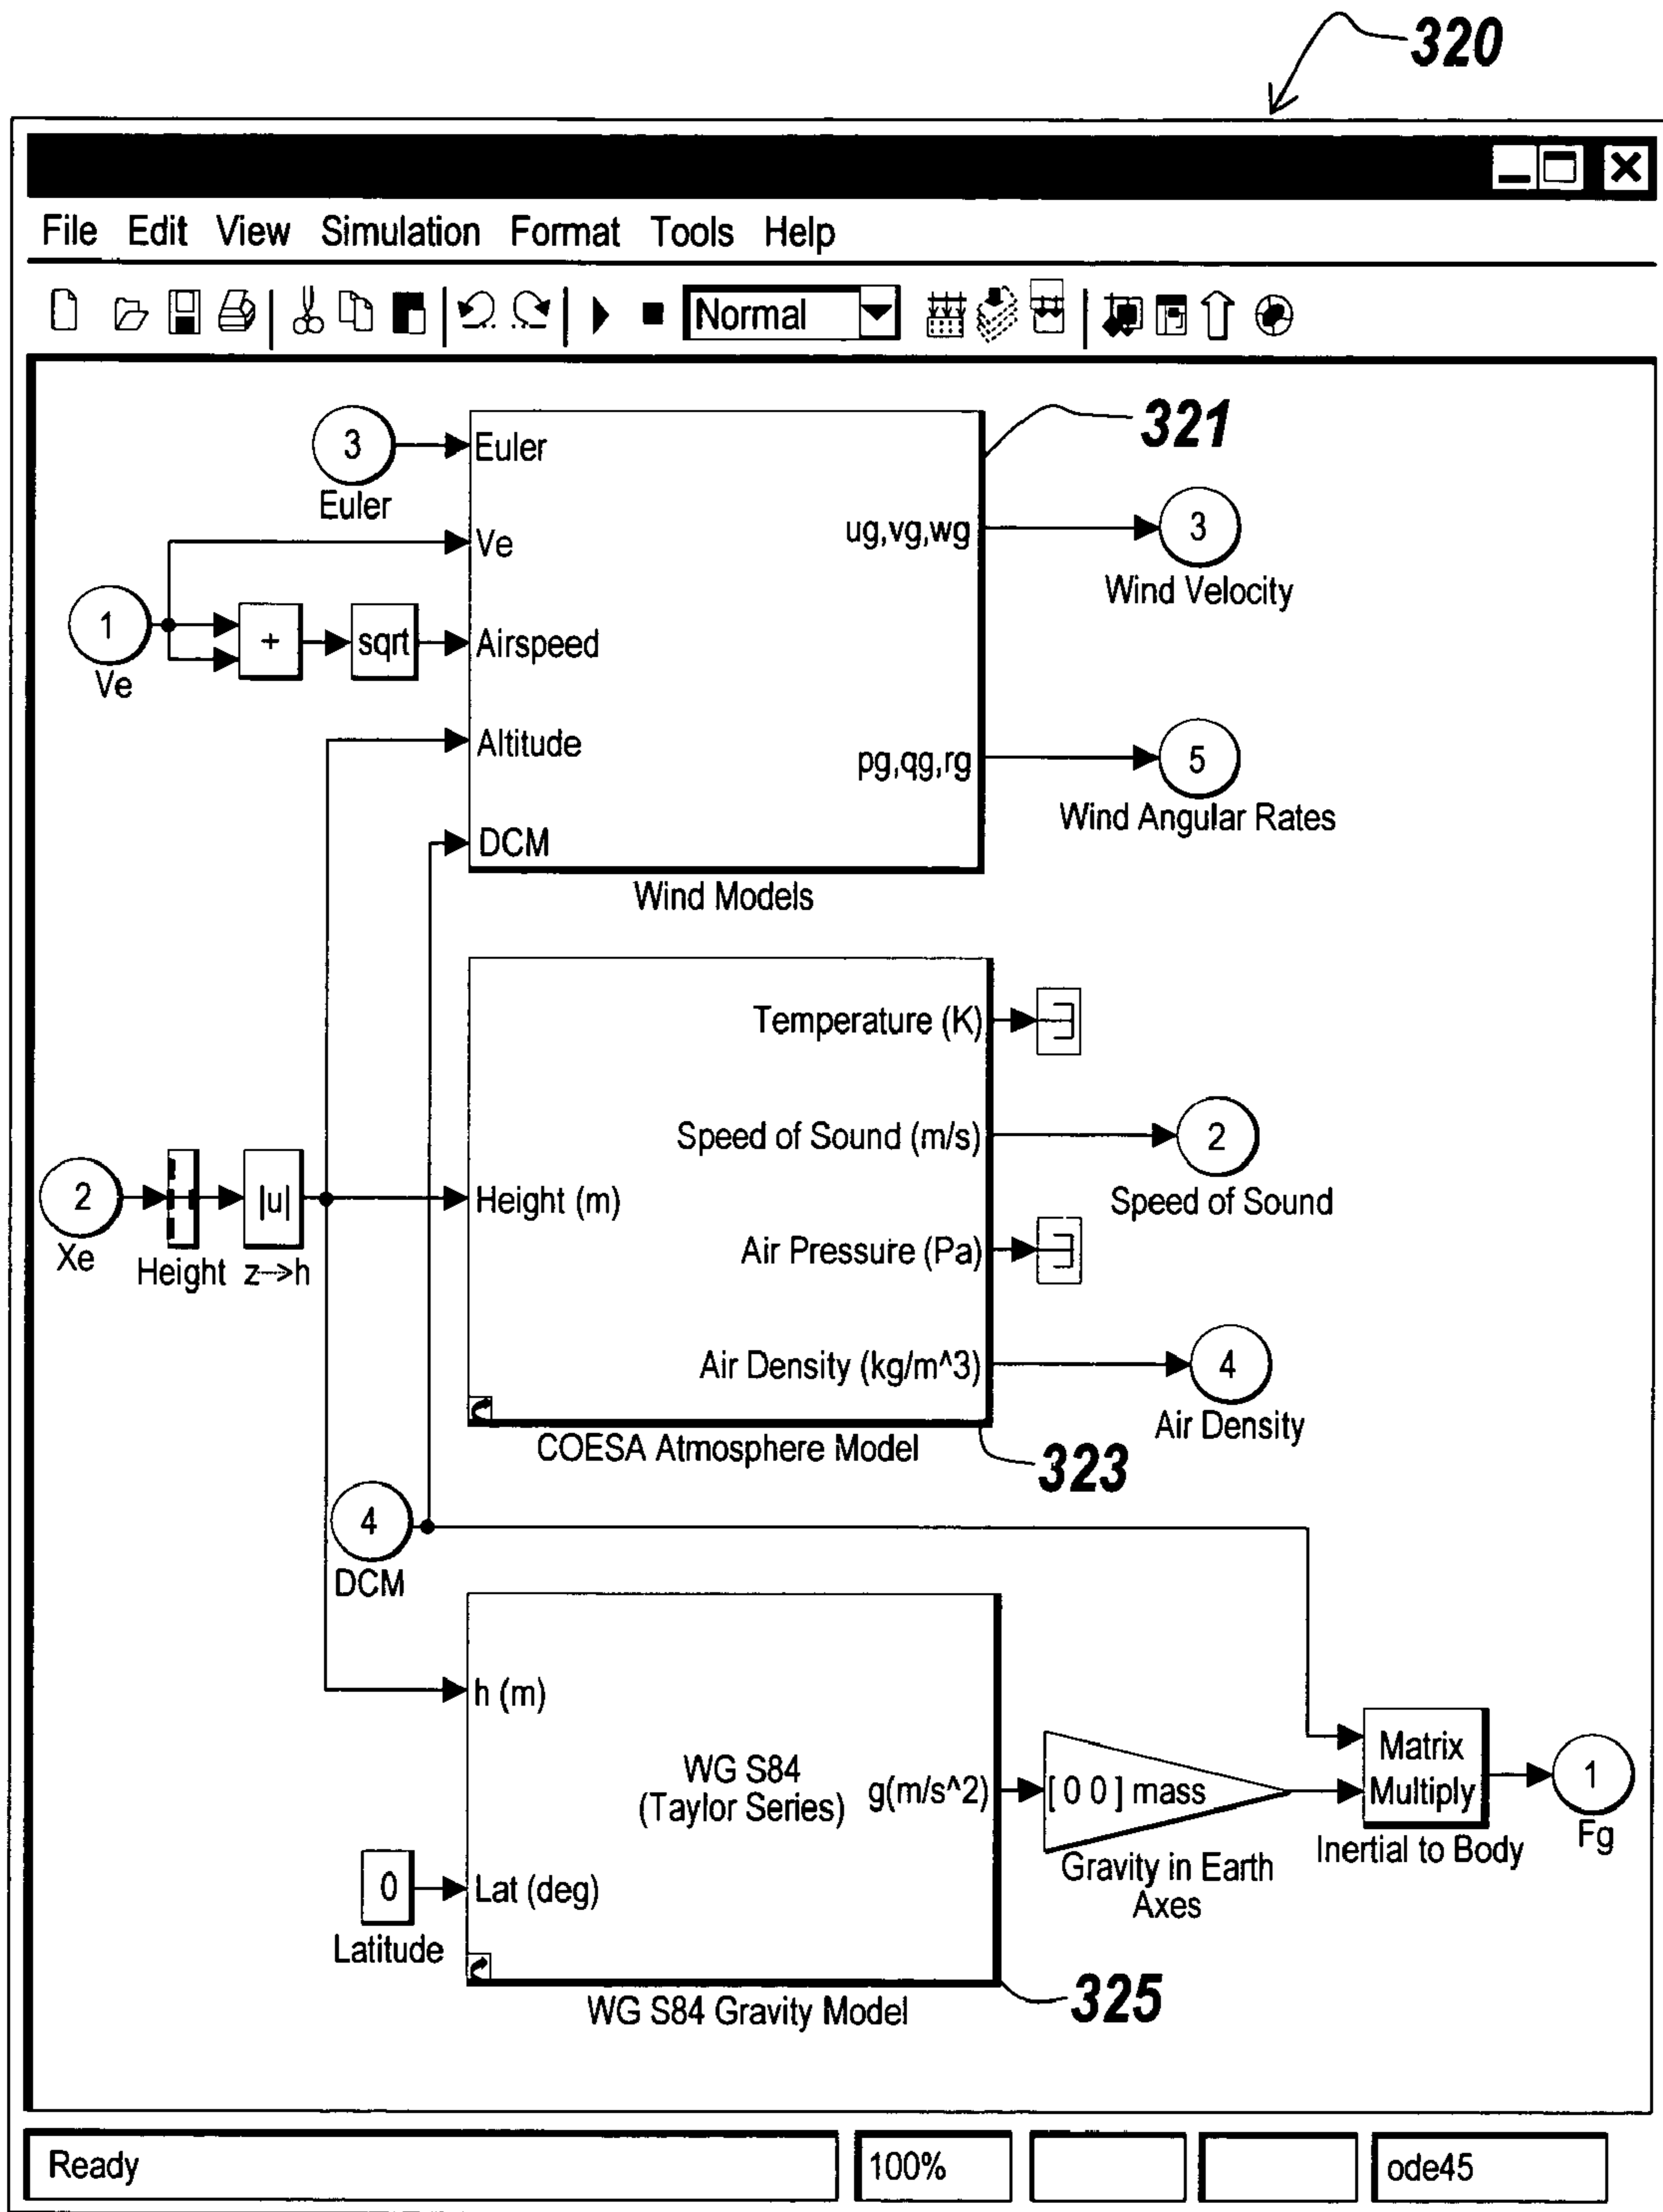 320
File Edit View Simulation Format Tools Help
Normal
321
3
Euler
Euler
Ve
ug,vg,wg
3
Wind Velocity
1
Ve
+
sqrt
Airspeed
Altitude
pg,qg,rg
5
Wind Angular Rates
DCM
Wind Models
Temperature (K)
Speed of Sound (m/s)
2
Speed of Sound
2
Xe
Height
|u|
z-->h
Height (m)
Air Pressure (Pa)
Air Density (kg/m^3)
4
Air Density
COESA Atmosphere Model
323
4
DCM
h (m)
WG S84
(Taylor Series)
g(m/s^2)
[ 0 0 ] mass
Gravity in Earth
Axes
Matrix
Multiply
Inertial to Body
1
Fg
0
Latitude
Lat (deg)
WG S84 Gravity Model
325
Ready
100%
ode45